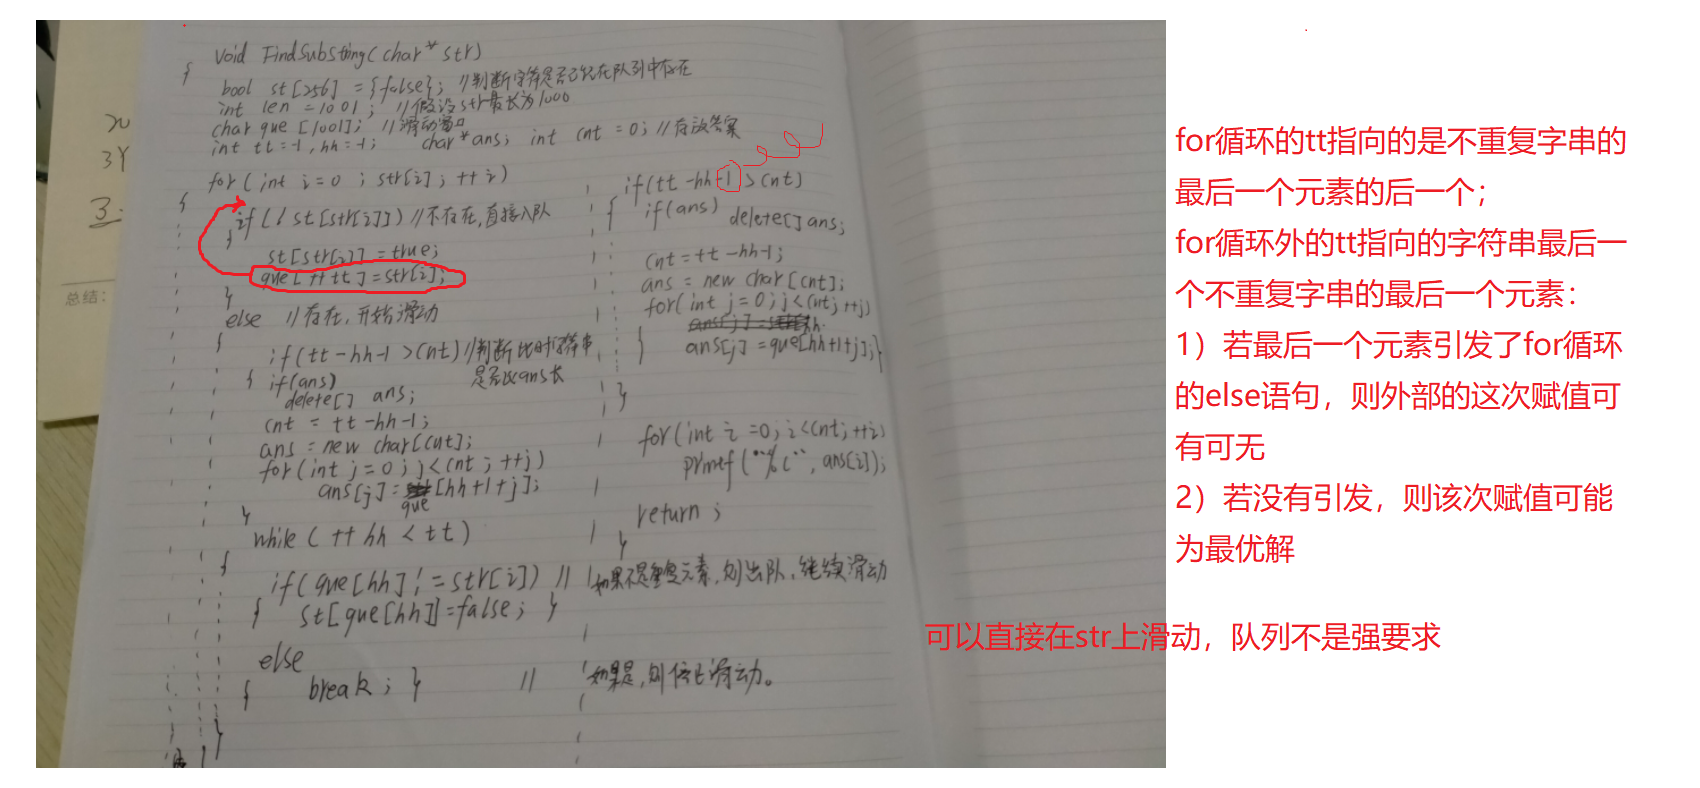 void FindSubString(char* str)
{
bool st[256] = {false}; //判断字符是否已经在队列中存在
int len = 1001; //假设str最长为1000
char que [1001]; //滑动窗口
int tt=-1, hh=-1; char*ans; int cnt =0; //存放答案
for( int i=0 ; str[i]; ++i)
{
if(! st[str[i]]) //不存在,直接入队
{
st[str[i]] = true;
que[++tt]=str[i];
}
else //存在,开始滑动
{
if(tt-hh-1>cnt) //判断此时字符串
是否比ans长
{ if(ans)
delete[] ans;
cnt = tt-hh-1;
ans = new char[cnt];
for(int j=0; j<cnt; ++j)
ans[j]=que[hh+1+j];
}
while( ++hh < tt)
{
if(que[hh] != str[i]) // 如果不是重复元素,则出队,继续滑动
{ st[que[hh]]=false; }
else
{ break; } // 如果是,则停止滑动。
}
if(tt-hh-1>cnt)
{ if(ans)
delete[] ans;
cnt=tt-hh-1;
ans = new char[cnt];
for(int j=0; j<cnt; ++j)
ans[j]=que[hh+1+j];}
}
}
for(int i=0; i<cnt; ++i)
printf("%c", ans[i]);
return ;
}
总结:
3.
for循环的tt指向的是不重复字串的
最后一个元素的后一个；
for循环外的tt指向的字符串最后一
个不重复字串的最后一个元素：
1）若最后一个元素引发了for循环
的else语句，则外部的这次赋值可
有可无
2）若没有引发，则该次赋值可能
为最优解
可以直接在str上滑动，队列不是强要求